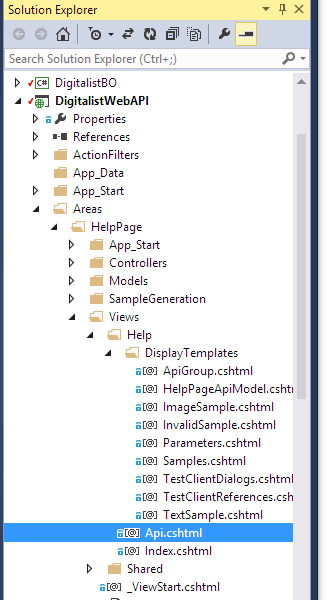 Solution Explorer
Search Solution Explorer (Ctrl+;)
C# DigitalistBO
DigitalistWebAPI
Properties
References
ActionFilters
App_Data
App_Start
Areas
HelpPage
App_Start
Controllers
Models
SampleGeneration
Views
Help
DisplayTemplates
[@] ApiGroup.cshtml
[@] HelpPageApiModel.cshtm
[@] ImageSample.cshtml
[@] InvalidSample.cshtml
[@] Parameters.cshtml
[@] Samples.cshtml
[@] TestClientDialogs.cshtml
[@] TestClientReferences.cshtml
[@] TextSample.cshtml
[@] Api.cshtml
[@] Index.cshtml
Shared
[@] _ViewStart.cshtml